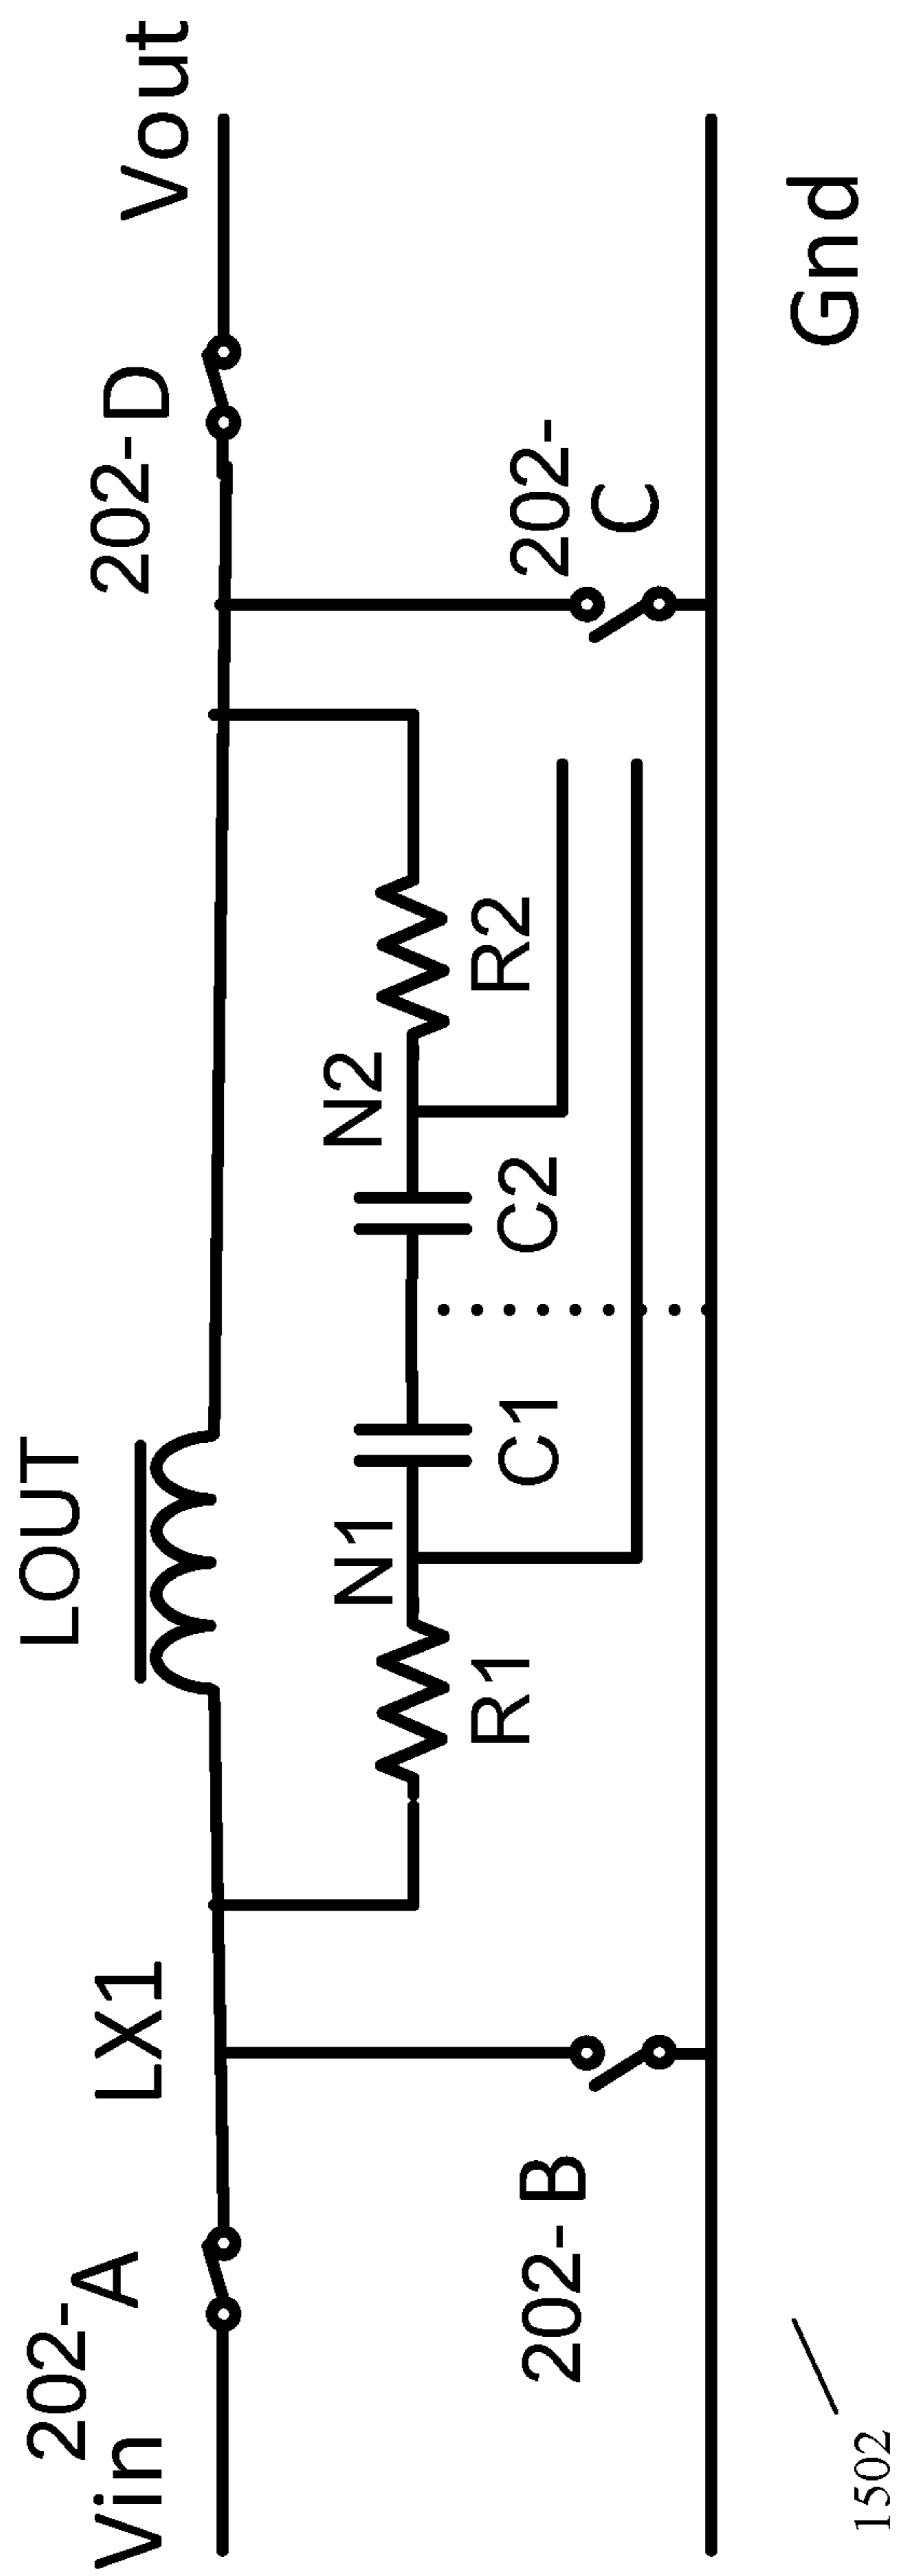 LOUT
202-
A
Vin
LX1
202- D
Vout
N1
N2
R1
C1
C2
R2
202- B
202-
C
Gnd
1502